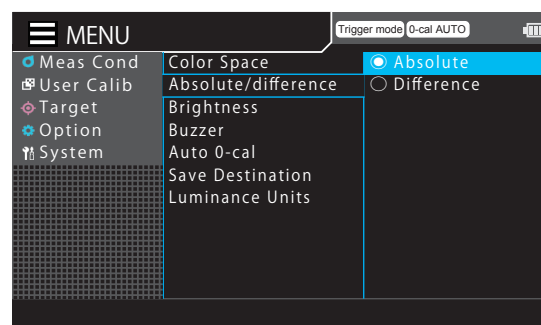 MENU
Trigger mode 0-cal AUTO
Meas Cond
User Calib
Target
Option
System
Color Space
Absolute/difference
Brightness
Buzzer
Auto 0-cal
Save Destination
Luminance Units
Absolute
Difference